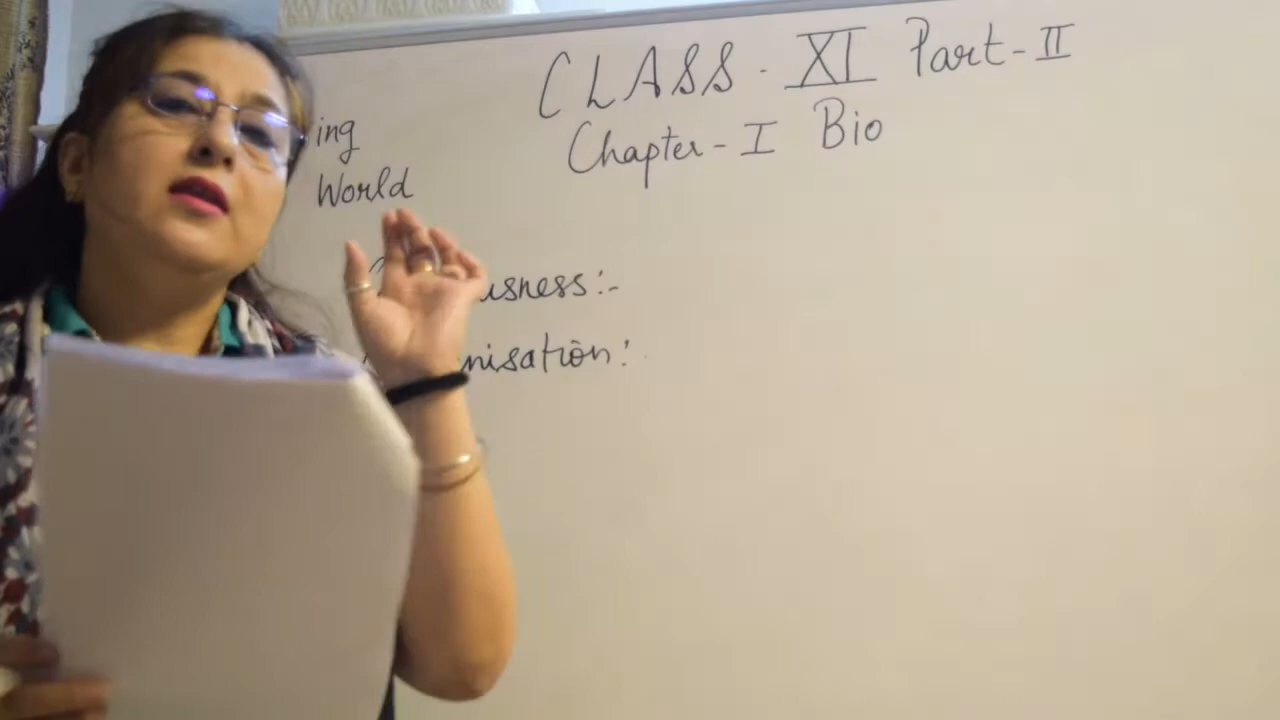 CLASS - XI Part - II
Chapter - I Bio
ing
World
usness :-
nisation :